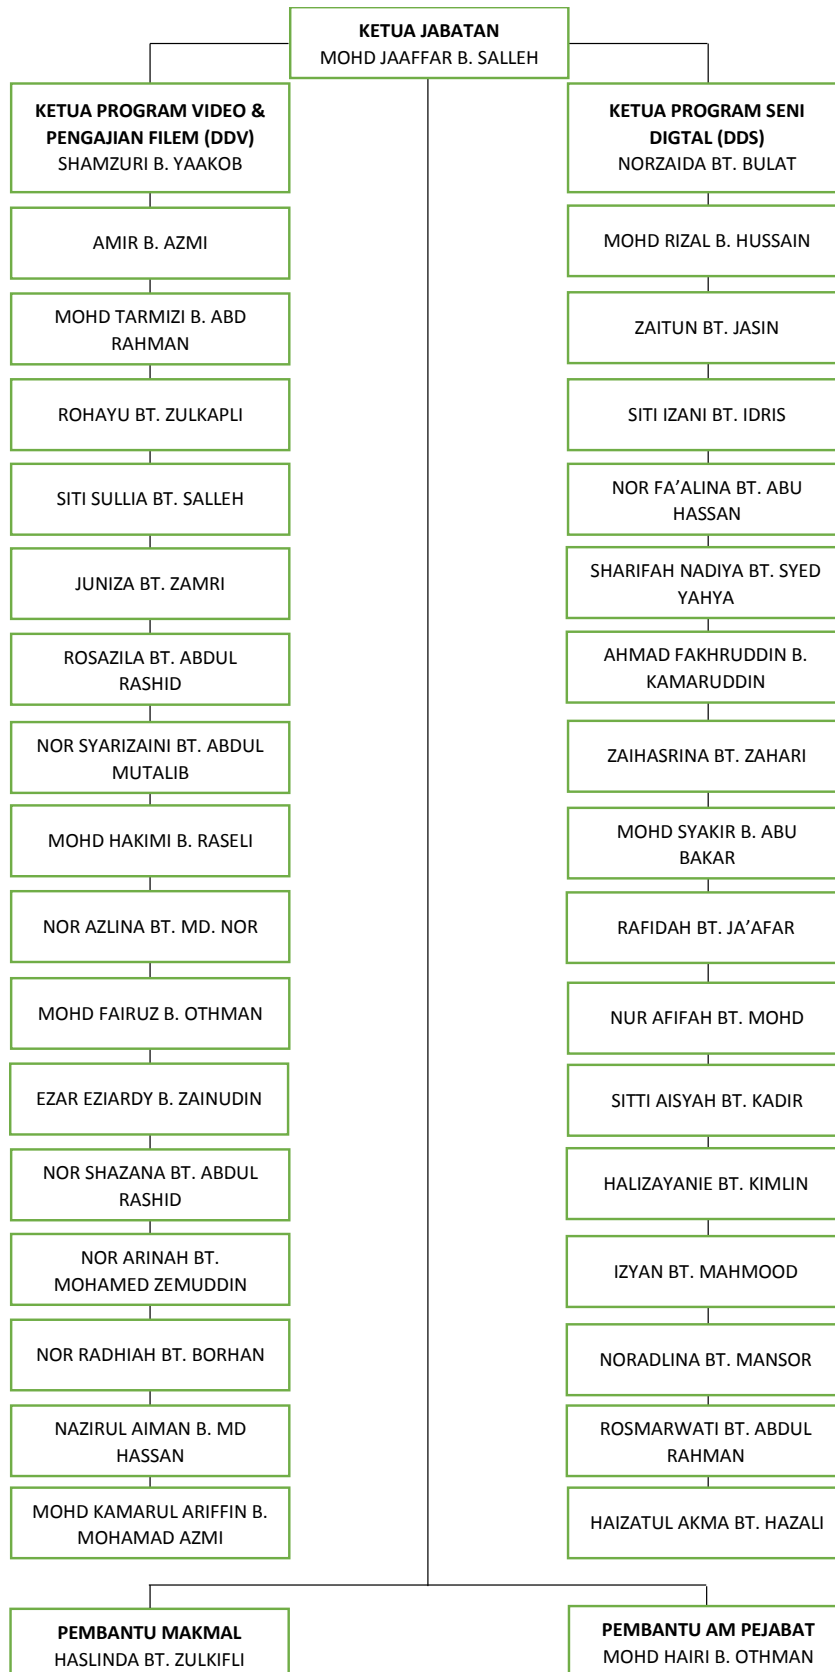 KETUA JABATAN
MOHD JAAFFAR B. SALLEH
KETUA PROGRAM VIDEO &
PENGAJIAN FILEM (DDV)
SHAMZURI B. YAAKOB
AMIR B. AZMI
MOHD TARMIZI B. ABD
RAHMAN
ROHAYU BT. ZULKAPLI
SITI SULLIA BT. SALLEH
JUNIZA BT. ZAMRI
ROSAZILA BT. ABDUL
RASHID
NOR SYARIZAINI BT. ABDUL
MUTALIB
MOHD HAKIMI B. RASELI
NOR AZLINA BT. MD. NOR
MOHD FAIRUZ B. OTHMAN
EZAR EZIARDY B. ZAINUDIN
NOR SHAZANA BT. ABDUL
RASHID
NOR ARINAH BT.
MOHAMED ZEMUDDIN
NOR RADHIAH BT. BORHAN
NAZIRUL AIMAN B. MD
HASSAN
MOHD KAMARUL ARIFFIN B.
MOHAMAD AZMI
KETUA PROGRAM SENI
DIGTAL (DDS)
NORZAIDA BT. BULAT
MOHD RIZAL B. HUSSAIN
ZAITUN BT. JASIN
SITI IZANI BT. IDRIS
NOR FA’ALINA BT. ABU
HASSAN
SHARIFAH NADIYA BT. SYED
YAHYA
AHMAD FAKHRUDDIN B.
KAMARUDDIN
ZAIHASRINA BT. ZAHARI
MOHD SYAKIR B. ABU
BAKAR
RAFIDAH BT. JA’AFAR
NUR AFIFAH BT. MOHD
SITTI AISYAH BT. KADIR
HALIZAYANIE BT. KIMLIN
IZYAN BT. MAHMOOD
NORADLINA BT. MANSOR
ROSMARWATI BT. ABDUL
RAHMAN
HAIZATUL AKMA BT. HAZALI
PEMBANTU MAKMAL
HASLINDA BT. ZULKIFLI
PEMBANTU AM PEJABAT
MOHD HAIRI B. OTHMAN